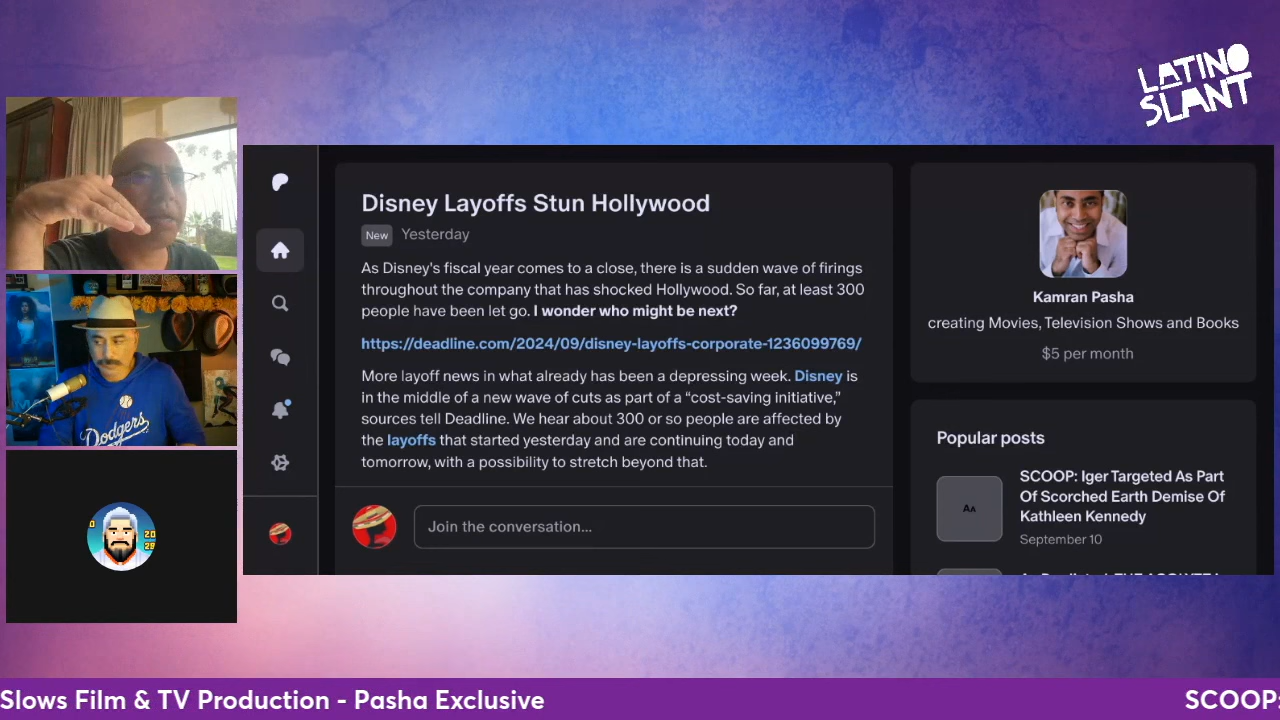 LATINO
SLANT
Disney Layoffs Stun Hollywood
New Yesterday
As Disney's fiscal year comes to a close, there is a sudden wave of firings
throughout the company that has shocked Hollywood. So far, at least 300
people have been let go. I wonder who might be next?
https://deadline.com/2024/09/disney-layoffs-corporate-1236099769/
More layoff news in what already has been a depressing week. Disney is
in the middle of a new wave of cuts as part of a “cost-saving initiative,”
sources tell Deadline. We hear about 300 or so people are affected by
the layoffs that started yesterday and are continuing today and
tomorrow, with a possibility to stretch beyond that.
Join the conversation...
Kamran Pasha
creating Movies, Television Shows and Books
$5 per month
Popular posts
Aa
SCOOP: Iger Targeted As Part
Of Scorched Earth Demise Of
Kathleen Kennedy
September 10
Dodgers
Slows Film & TV Production - Pasha Exclusive
SCOOP: